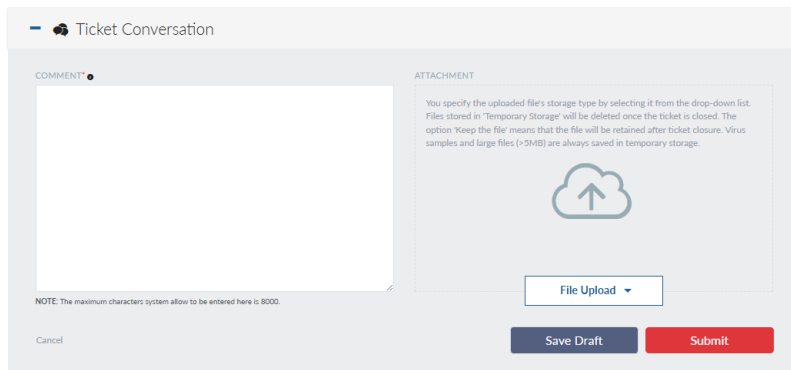 Ticket Conversation
COMMENT*
ATTACHMENT
You specify the uploaded file's storage type by selecting it from the drop-down list.
Files stored in 'Temporary Storage' will be deleted once the ticket is closed. The
option 'Keep the file' means that the file will be retained after ticket closure. Virus
samples and large files (>5MB) are always saved in temporary storage.
File Upload
NOTE: The maximum characters system allow to be entered here is 8000.
Cancel
Save Draft
Submit